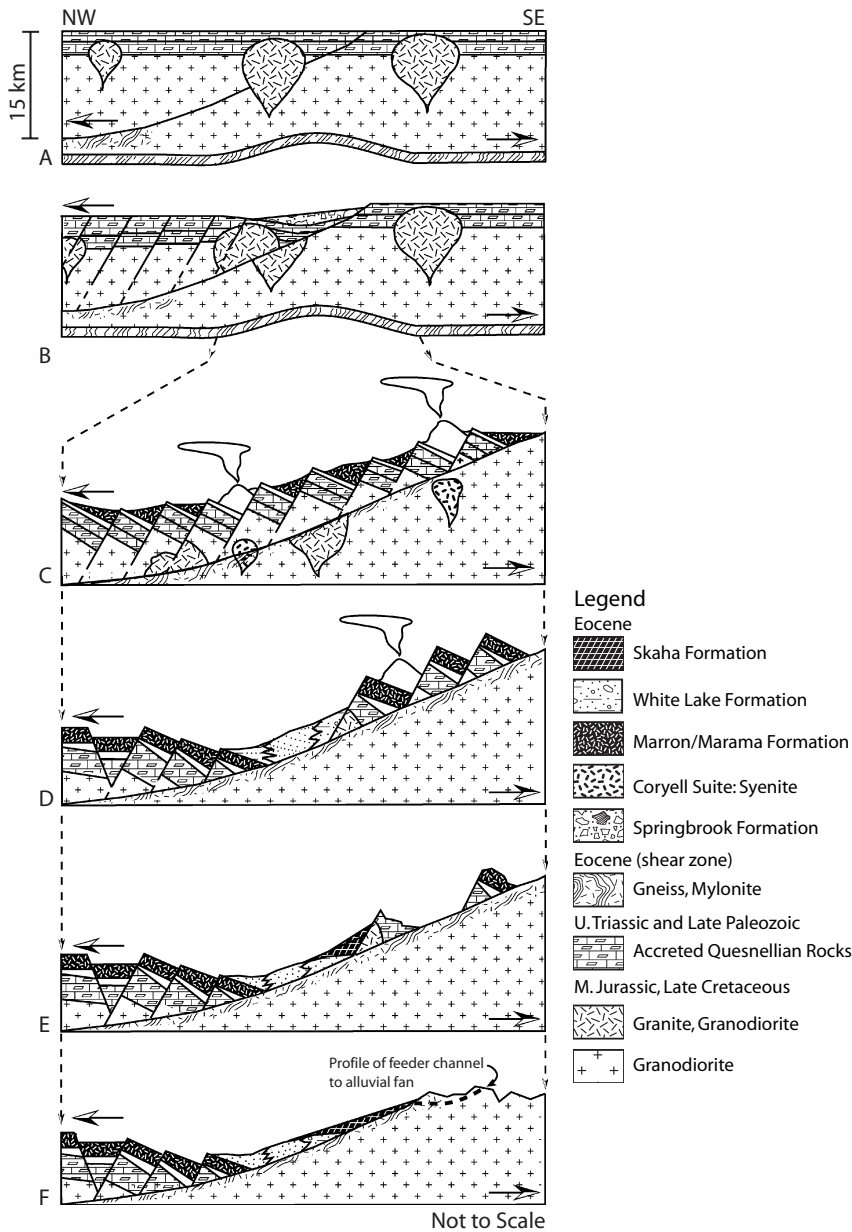 NW
SE
15 km
A
B
C
D
E
Profile of feeder channel
to alluvial fan
F
Not to Scale
Legend
Eocene
Skaha Formation
White Lake Formation
Marron/Marama Formation
Coryell Suite: Syenite
Springbrook Formation
Eocene (shear zone)
Gneiss, Mylonite
U. Triassic and Late Paleozoic
Accreted Quesnellian Rocks
M. Jurassic, Late Cretaceous
Granite, Granodiorite
Granodiorite